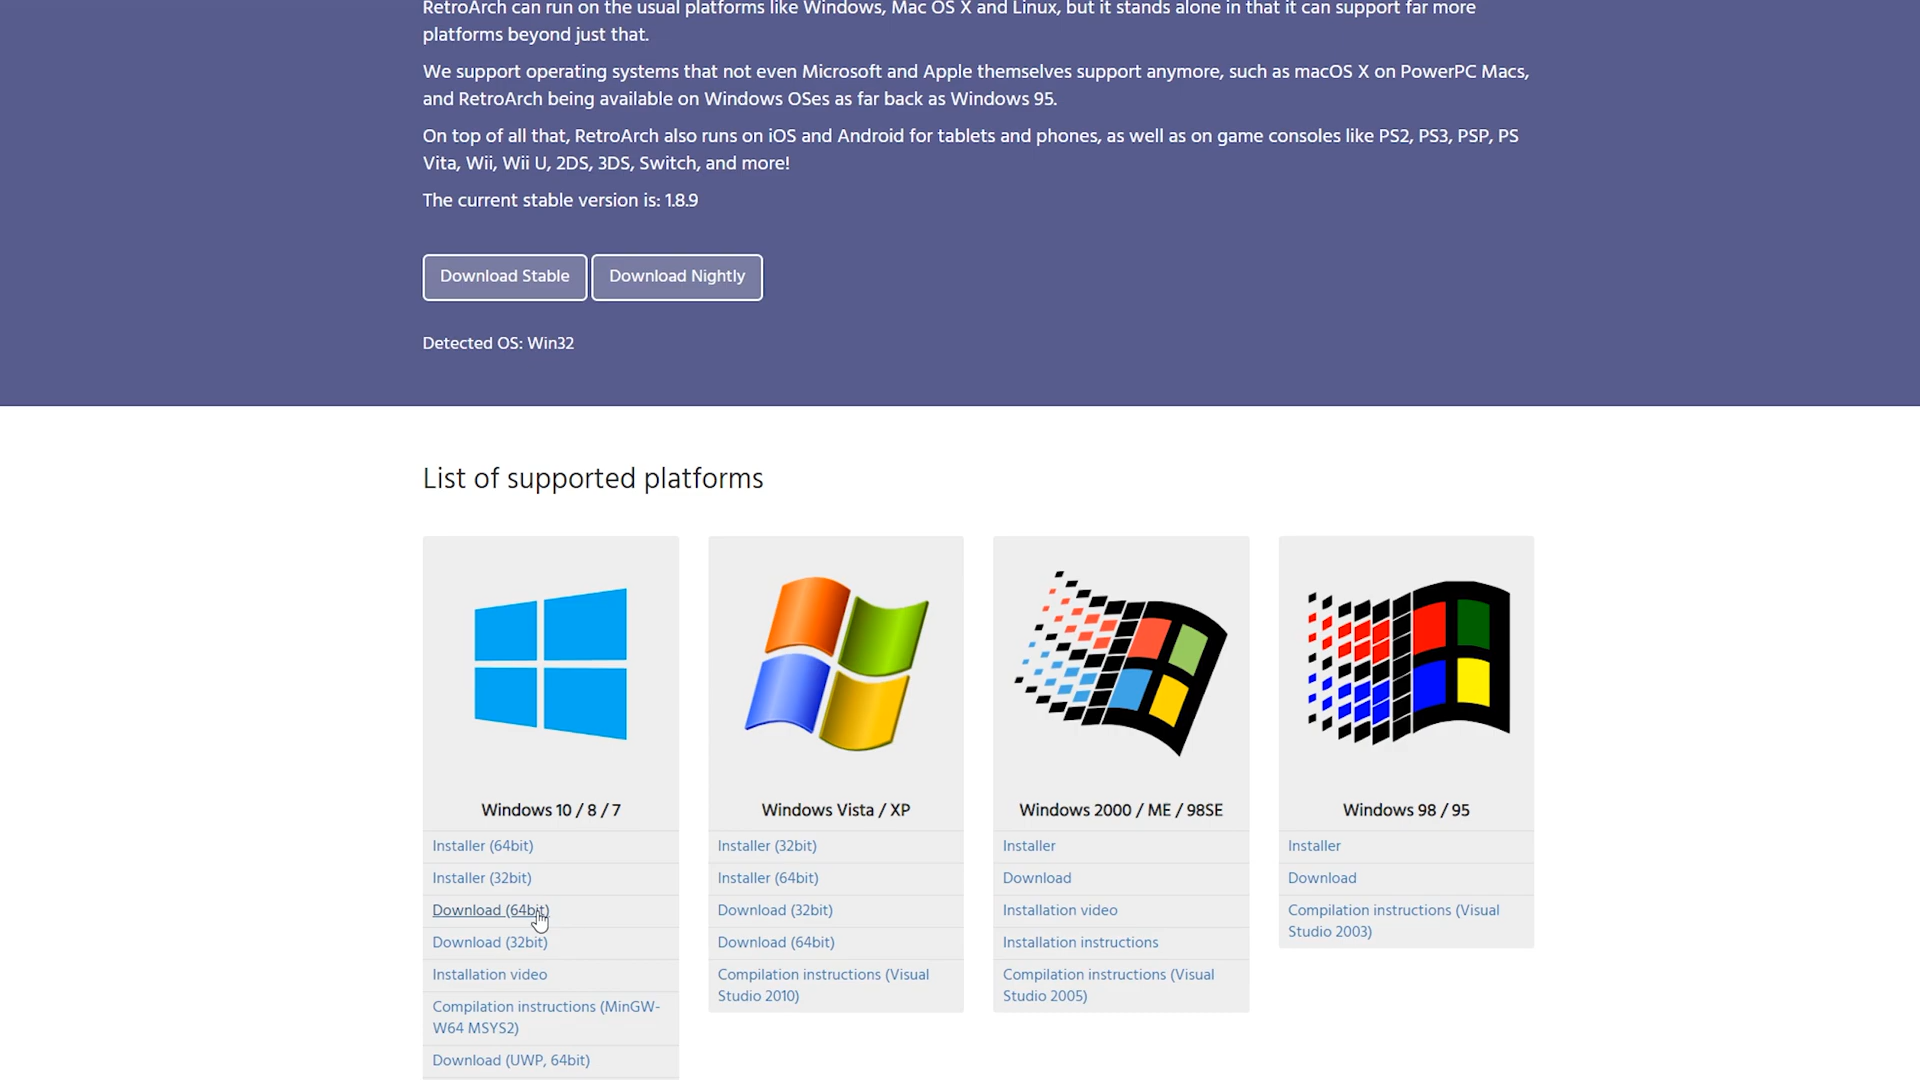 RetroArch can run on the usual platforms like Windows, Mac OS X and Linux, but it stands alone in that it can support far more
platforms beyond just that.
We support operating systems that not even Microsoft and Apple themselves support anymore, such as macOS X on PowerPC Macs,
and RetroArch being available on Windows OSes as far back as Windows 95.
On top of all that, RetroArch also runs on iOS and Android for tablets and phones, as well as on game consoles like PS2, PS3, PSP, PS
Vita, Wii, Wii U, 2DS, 3DS, Switch, and more!
The current stable version is: 1.8.9
Download Stable
Download Nightly
Detected OS: Win32
List of supported platforms
Windows 10 / 8 / 7
Installer (64bit)
Installer (32bit)
Download (64bit)
Download (32bit)
Installation video
Compilation instructions (MinGW-
W64 MSYS2)
Download (UWP, 64bit)
Windows Vista / XP
Installer (32bit)
Installer (64bit)
Download (32bit)
Download (64bit)
Compilation instructions (Visual
Studio 2010)
Windows 2000 / ME / 98SE
Installer
Download
Installation video
Installation instructions
Compilation instructions (Visual
Studio 2005)
Windows 98 / 95
Installer
Download
Compilation instructions (Visual
Studio 2003)